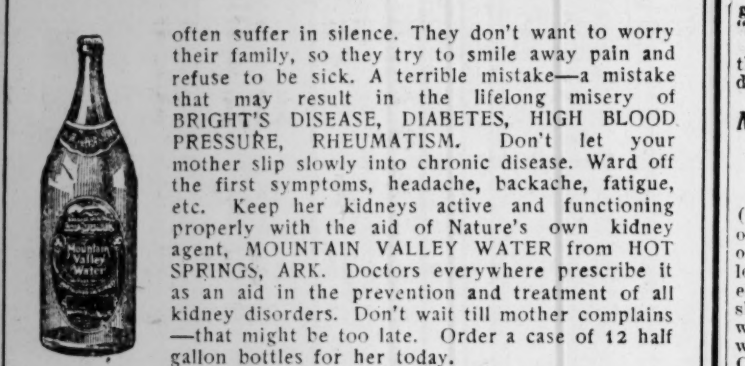 often suffer in silence. They don't want to worry
their family, so they try to smile away pain and
refuse to be sick. A terrible mistake—a mistake
that may result in the lifelong misery of
BRIGHT'S DISEASE, DIABETES, HIGH BLOOD
PRESSURE, RHEUMATISM. Don't let your
mother slip slowly into chronic disease. Ward off
the first symptoms, headache, backache, fatigue,
etc. Keep her kidneys active and functioning
properly with the aid of Nature's own kidney
agent, MOUNTAIN VALLEY WATER from HOT
SPRINGS, ARK. Doctors everywhere prescribe it
as an aid in the prevention and treatment of all
kidney disorders. Don't wait till mother complains
—that might be too late. Order a case of 12 half
gallon bottles for her today.
Mountain
Valley
Water